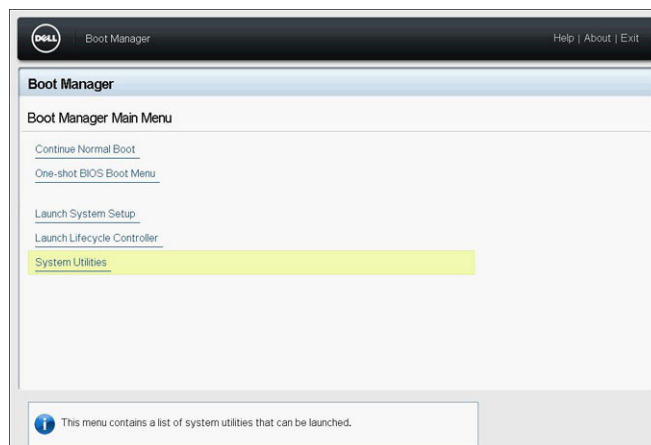 DELL Boot Manager Help | About | Exit
Boot Manager
Boot Manager Main Menu
Continue Normal Boot
One-shot BIOS Boot Menu
Launch System Setup
Launch Lifecycle Controller
System Utilities
This menu contains a list of system utilities that can be launched.